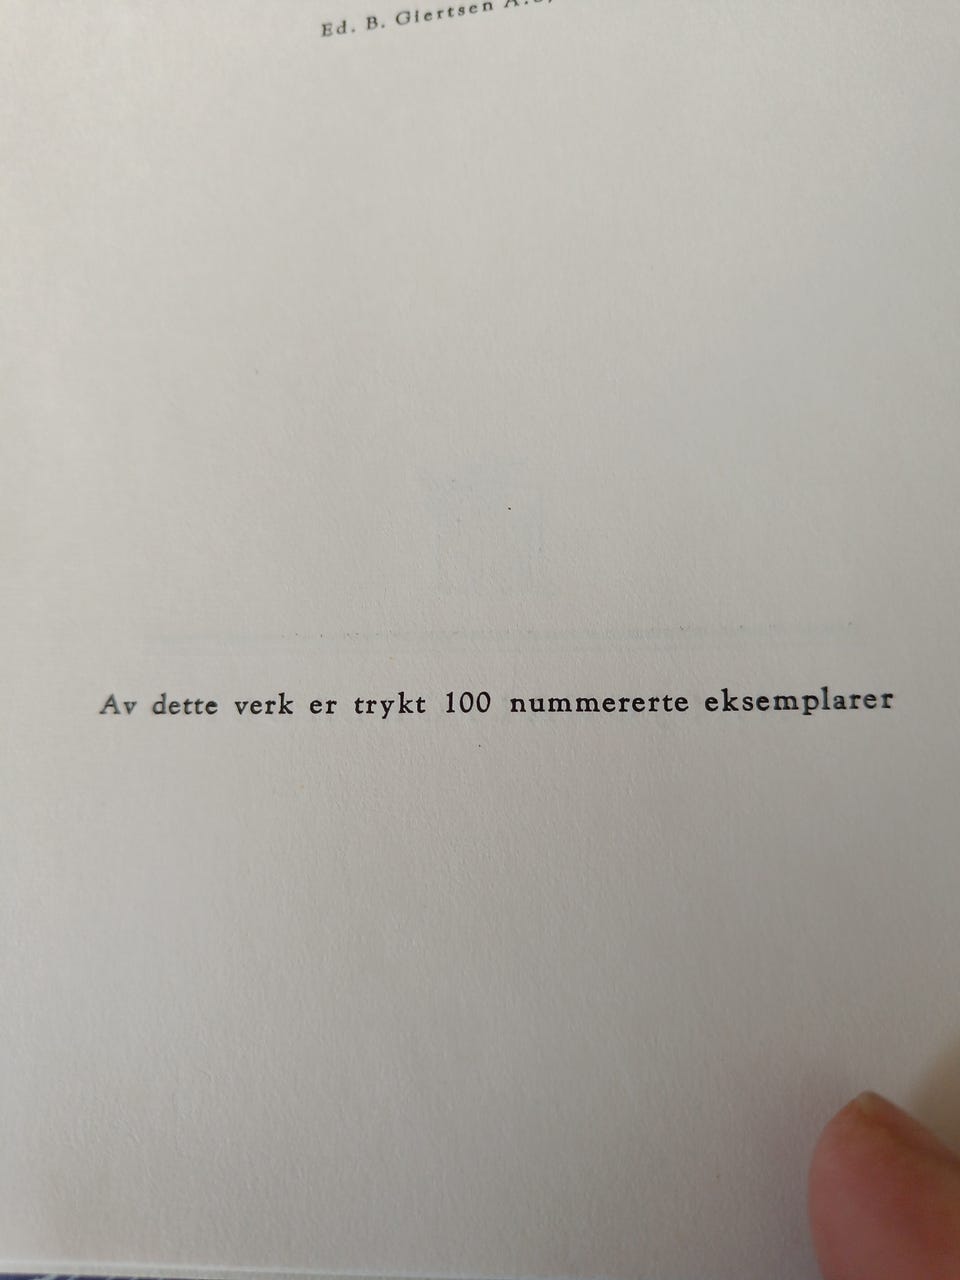 Ed. B. Giertsen A.S,
Av dette verk er trykt 100 nummererte eksemplarer